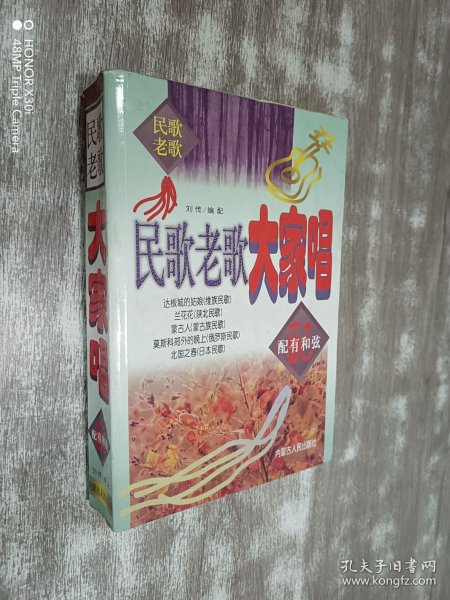 HONOR X30i
48MP Triple Camera
民歌
老歌
大家唱
配有和弦
民歌
老歌
刘传/编配
民歌老歌大家唱
达板城的姑娘(维族民歌)
兰花花(陕北民歌)
蒙古人(蒙古族民歌)
莫斯科郊外的晚上(俄罗斯民歌)
北国之春(日本民歌)
配有和弦
内蒙古人民出版社
孔夫子旧书网
www.kongfz.com